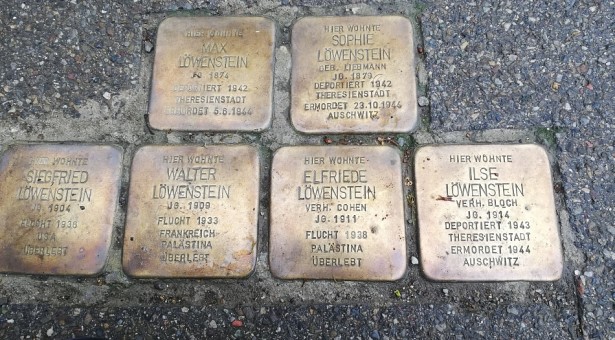 HIER WOHNTE
MAX
LÖWENSTEIN
JG. 1874
DEPORTIERT 1942
THERESIENSTADT
ERMORDET 5.6.1944
HIER WOHNTE
SOPHIE
LÖWENSTEIN
GEB. LIEBMANN
JG. 1879
DEPORTIERT 1942
THERESIENSTADT
ERMORDET 23.10.1944
AUSCHWITZ
HIER WOHNTE
SIEGFRIED
LÖWENSTEIN
JG. 1904
FLUCHT 1936
USA
ÜBERLEBT
HIER WOHNTE
WALTER
LÖWENSTEIN
JG. 1909
FLUCHT 1933
FRANKREICH-
PALÄSTINA
ÜBERLEBT
HIER WOHNTE
ELFRIEDE
LÖWENSTEIN
VERH. COHEN
JG. 1911
FLUCHT 1938
PALÄSTINA
ÜBERLEBT
HIER WOHNTE
ILSE
LÖWENSTEIN
VERH. BLOCH
JG. 1914
DEPORTIERT 1943
THERESIENSTADT
ERMORDET 1944
AUSCHWITZ